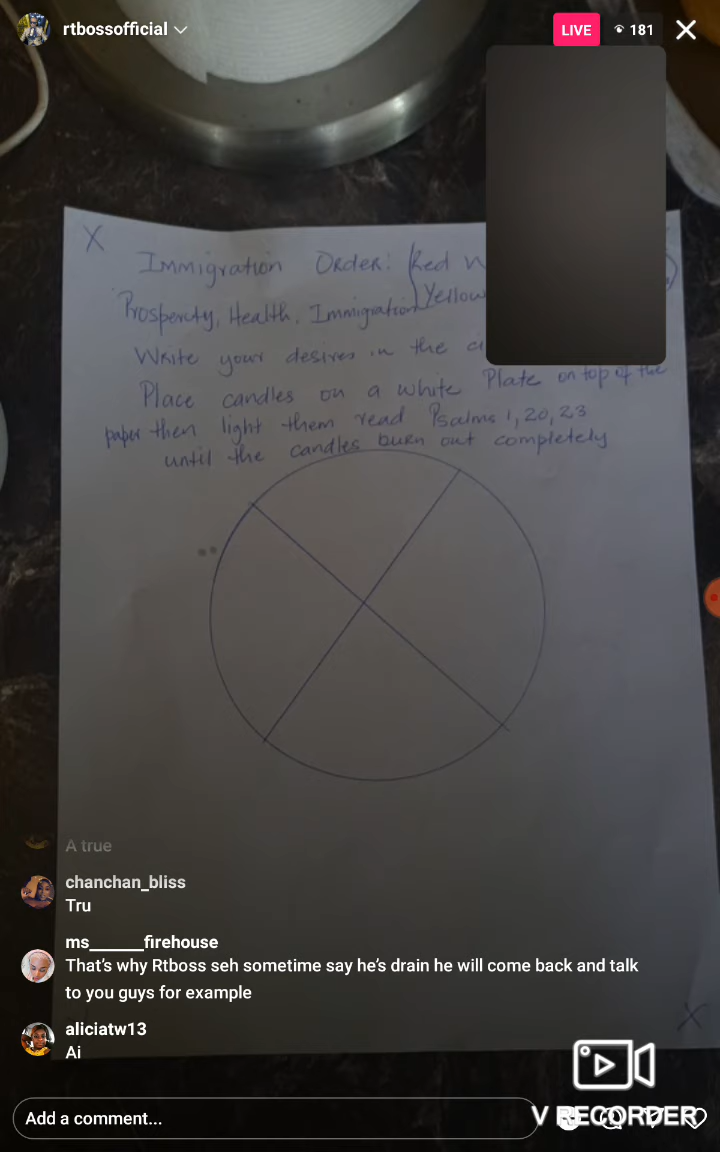 rtbossofficial
LIVE
181
X
Immigration Order: Red W
Prosperity, Health, Immigration Yellow
Write your desires in the ci
Place candles on a white Plate on top of the
paper then light them read Psalms 1, 20, 23
until the candles burn out completely
A true
chanchan_bliss
Tru
ms______firehouse
That's why Rtboss seh sometime say he's drain he will come back and talk
to you guys for example
aliciatw13
Ai
X
Add a comment...
V RECORDER